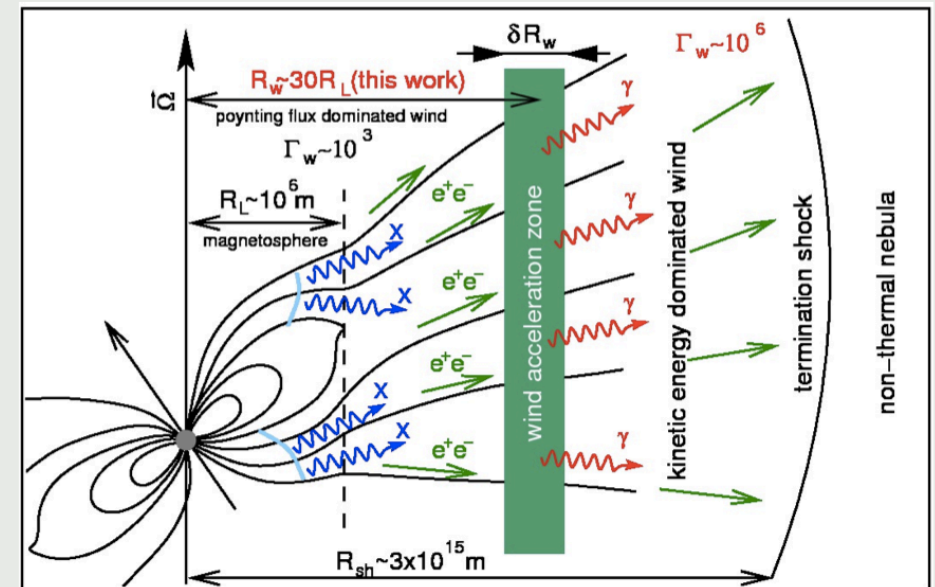 δR_w
Γ_w~10^6
R_w~30R_L(this work)
Ω
poynting flux dominated wind
Γ_w~10^3
R_L~10^6m
magnetosphere
e⁺e⁻
e⁺e⁻
e⁺e⁻
e⁺e⁻
e⁺e⁻
X
X
X
X
γ
γ
γ
γ
wind acceleration zone
kinetic energy dominated wind
termination shock
non-thermal nebula
R_sh~3x10^15m